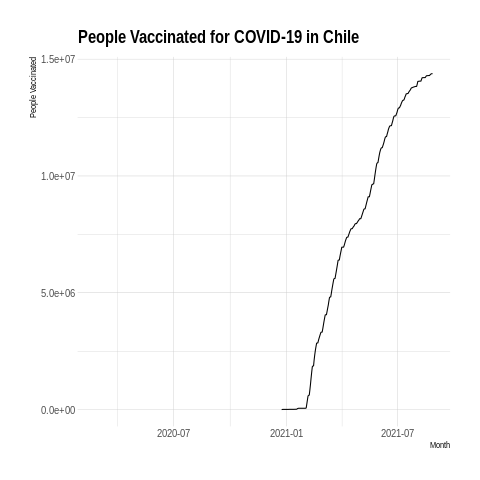 People Vaccinated for COVID-19 in Chile
People Vaccinated
1.5e+07
1.0e+07
5.0e+06
0.0e+00
2020-07
2021-01
2021-07
Month